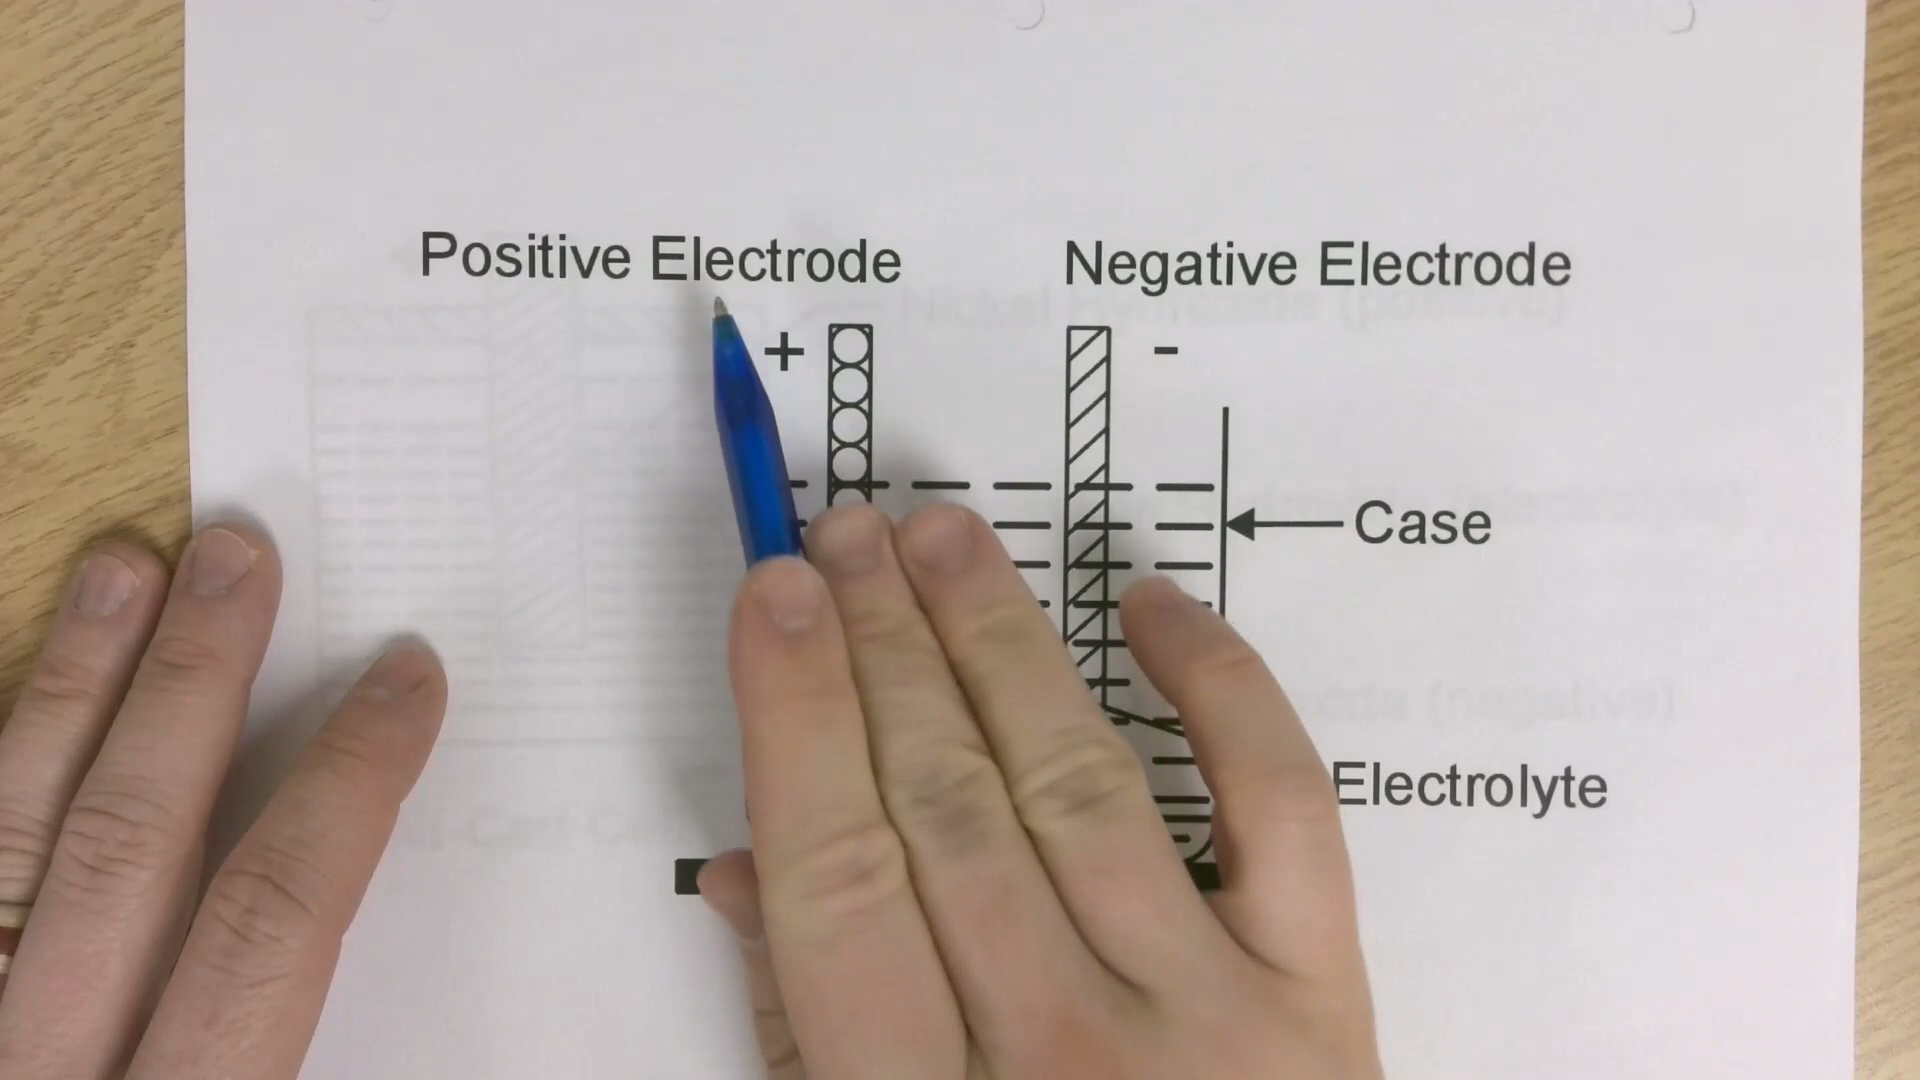 Positive Electrode
Negative Electrode
+
-
Case
Electrolyte